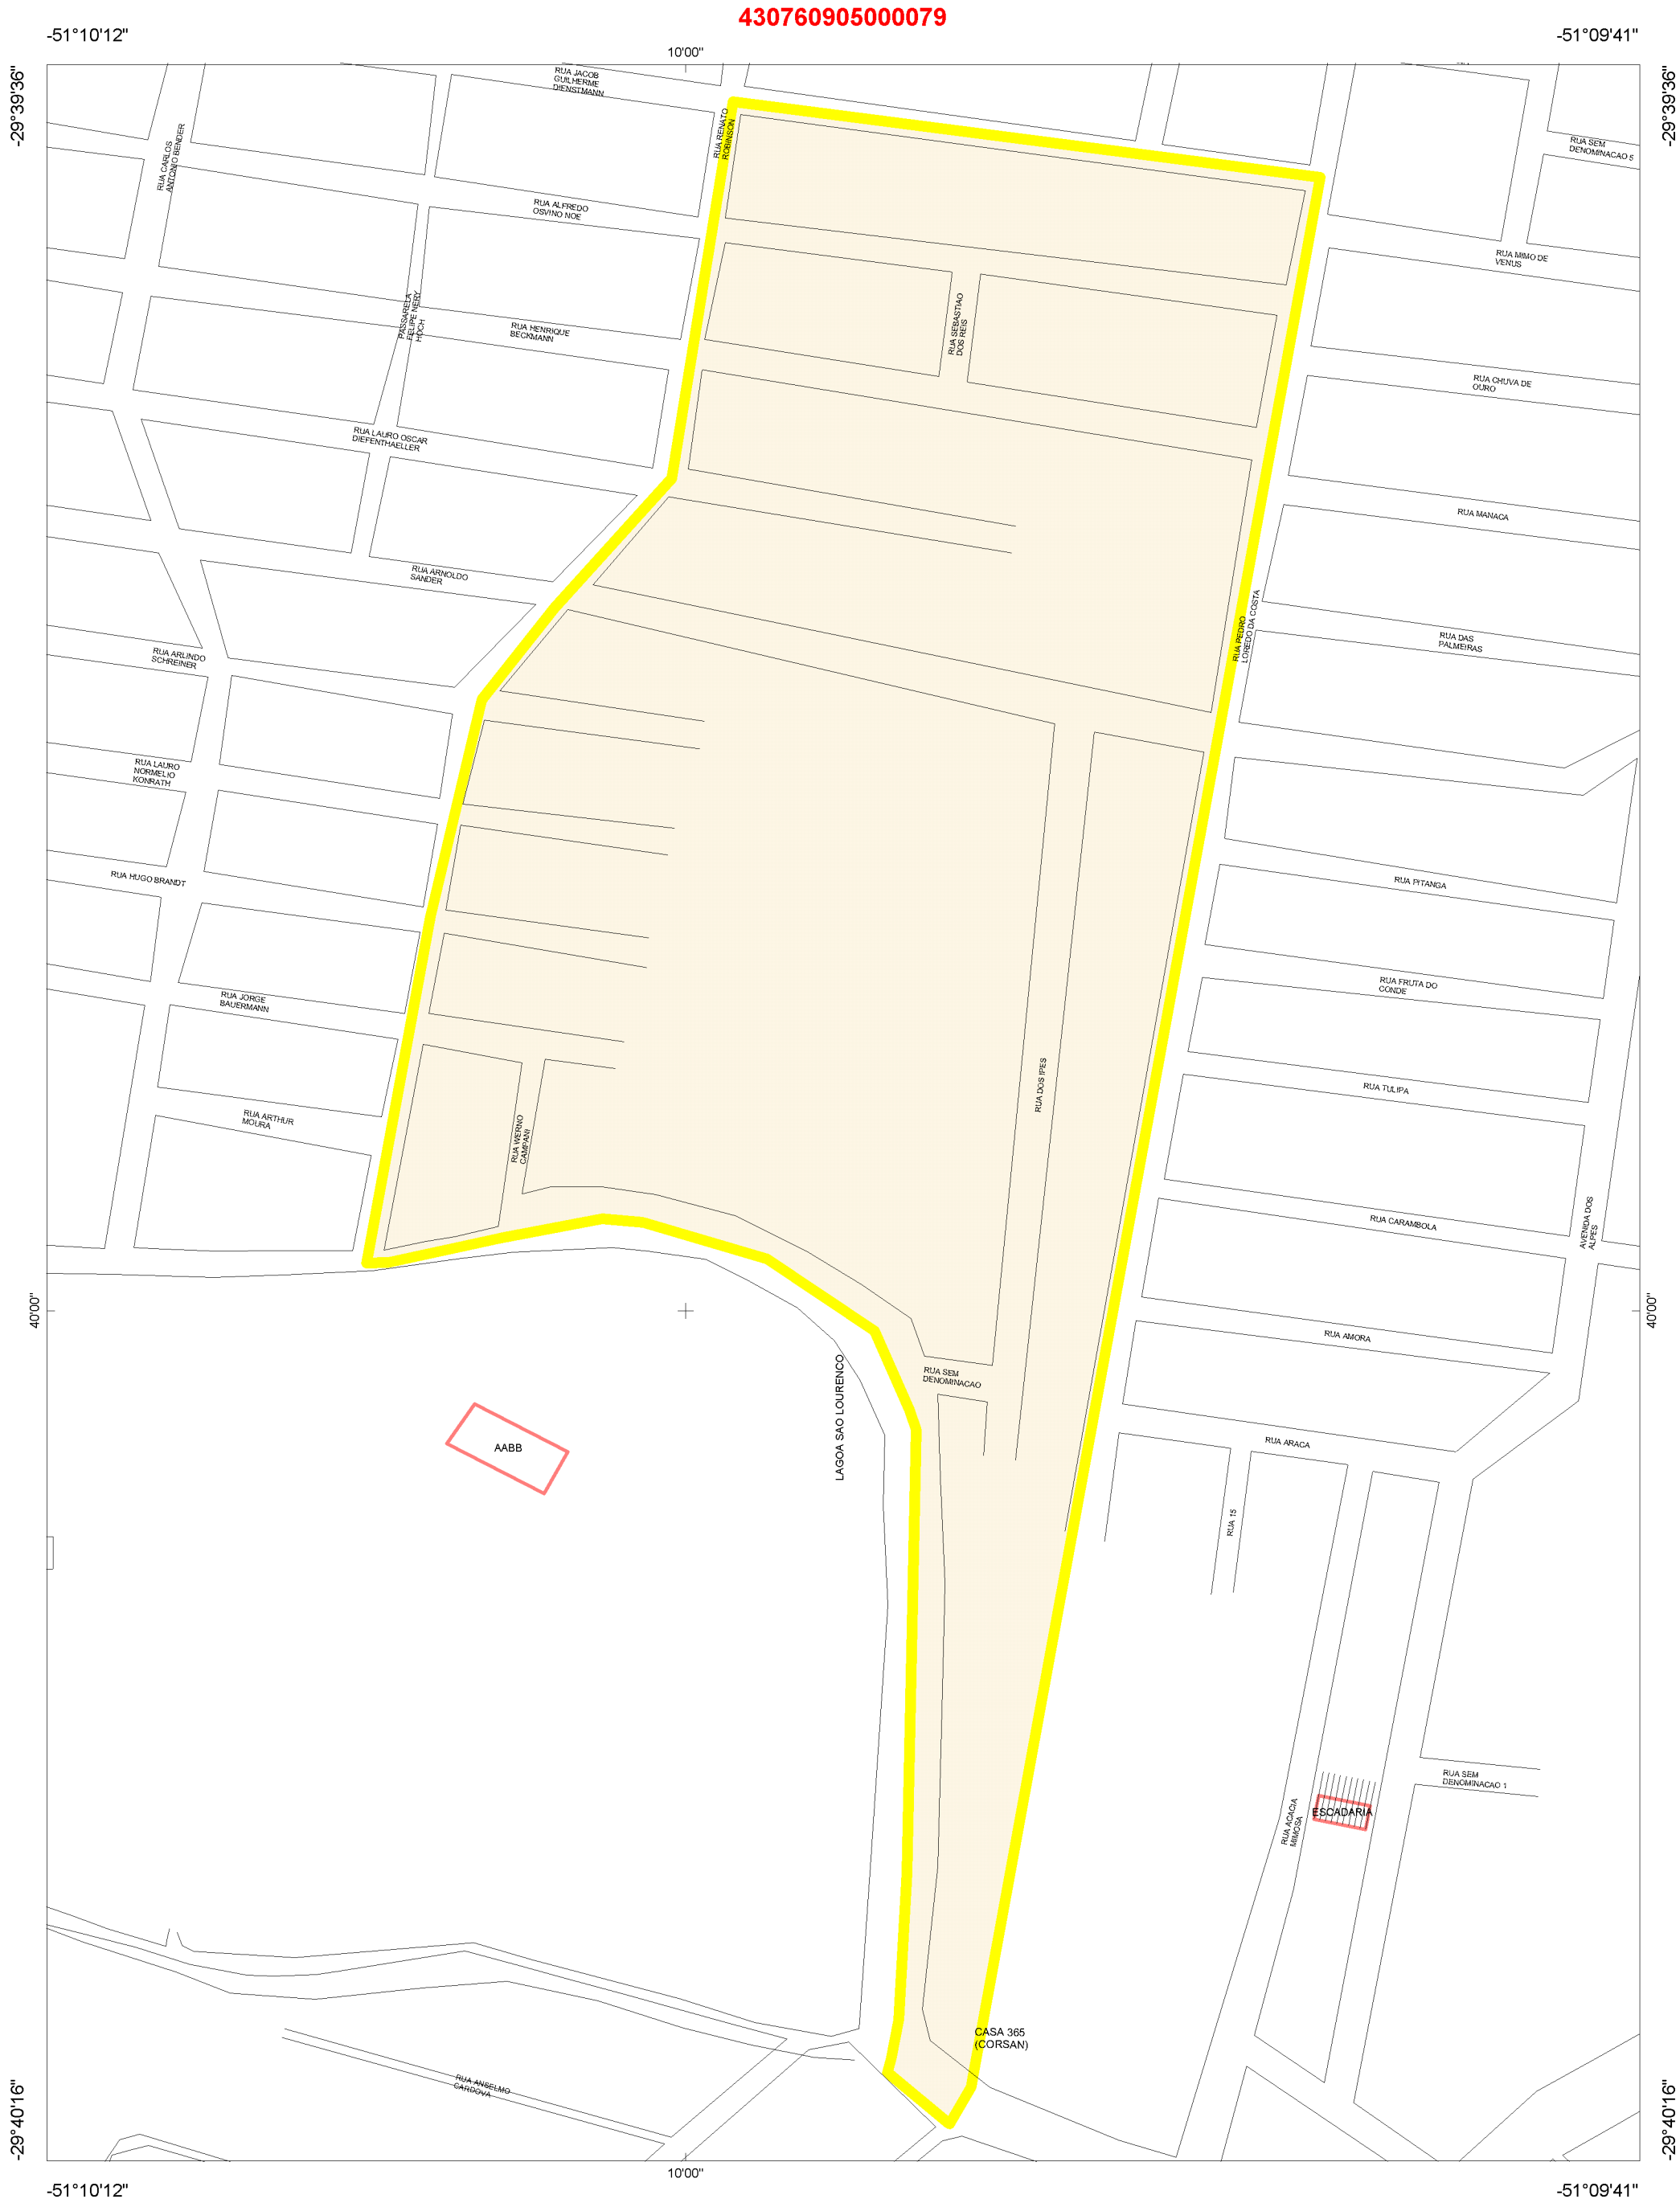 430760905000079
-51°10'12"
-51°09'41"
10'00"
-29°39'36"
-29°39'36"
RUA JACOB
GUILHERME
DIENSTMANN
RUA RENATO
ROBINSON
RUA CARLOS
ANTONIO BENDER
RUA SEM
DENOMINACAO 5
RUA ALFREDO
OSVINO NOE
RUA MIMO DE
VENUS
PASSARELA
FELIPE NERY
HOCH
RUA HENRIQUE
BECKMANN
RUA SEBASTIAO
DOS REIS
RUA CHUVA DE
OURO
RUA LAURO OSCAR
DIEFENTHAELLER
RUA MANACA
RUA ARNOLDO
SANDER
RUA PEDRO
LOREDO DA COSTA
RUA DAS
PALMEIRAS
RUA ARLINDO
SCHREINER
RUA LAURO
NORMELIO
KONRATH
RUA HUGO BRANDT
RUA PITANGA
RUA JORGE
BAUERMANN
RUA FRUTA DO
CONDE
RUA DOS IPES
RUA TULIPA
RUA ARTHUR
MOURA
RUA WERNO
CAMPANI
RUA CARAMBOLA
AVENIDA DOS
ALPES
40'00"
40'00"
RUA AMORA
RUA SEM
DENOMINACAO
LAGOA SAO LOURENCO
AABB
RUA ARACA
RUA 15
RUA SEM
DENOMINACAO 1
RUA ACACIA
MIMOSA
ESCADARIA
CASA 365
(CORSAN)
RUA ANSELMO
CARDOVA
-29°40'16"
-29°40'16"
10'00"
-51°10'12"
-51°09'41"